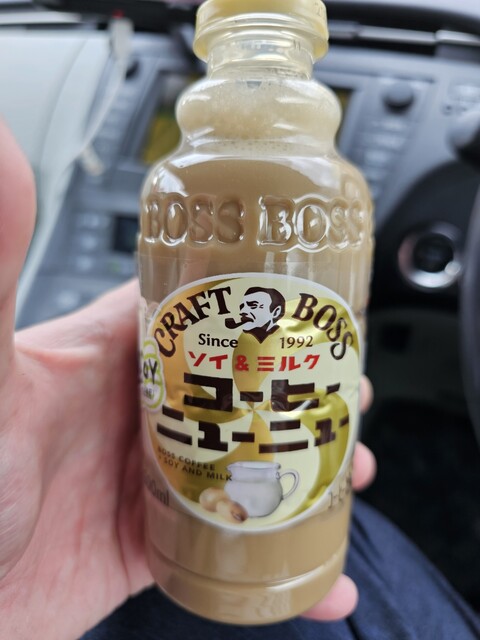 BOSS BOSS
CRAFT BOSS
Since 1992
ソイ & ミルク
コーヒー
ニューニュー
BOSS COFFEE
SOY AND MILK